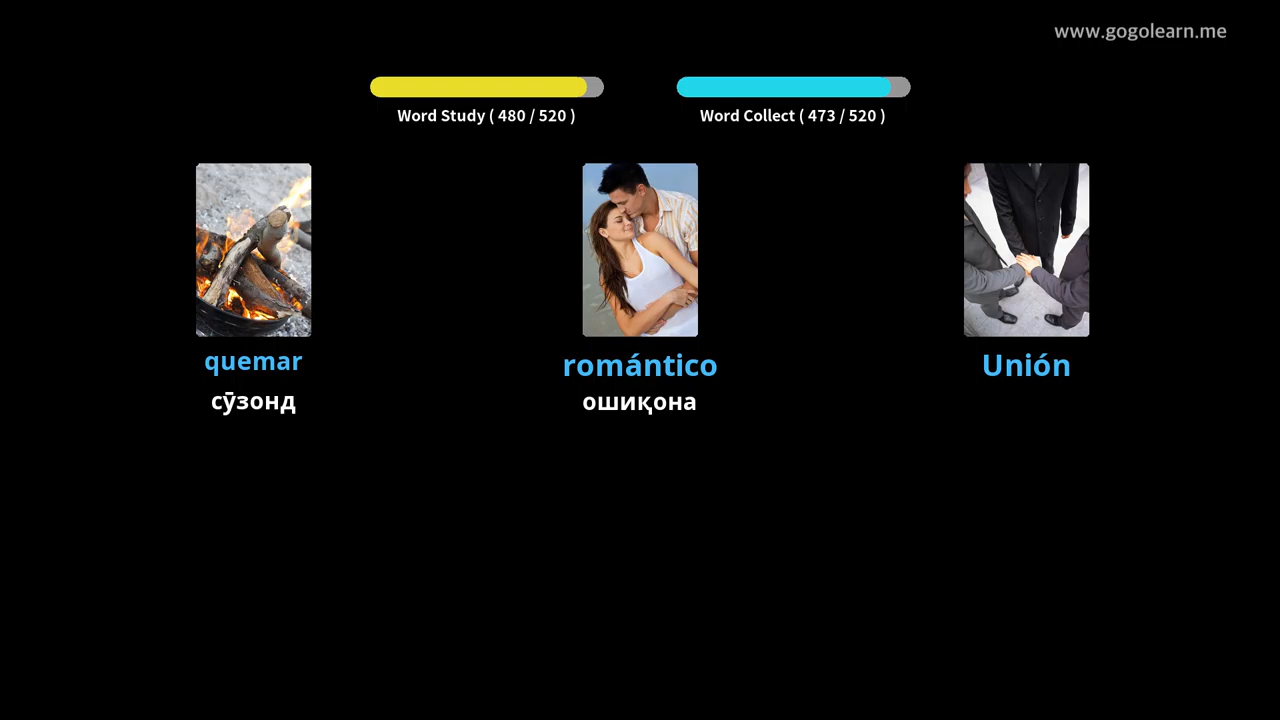 www.gogolearn.me
Word Study ( 480 / 520 )
Word Collect ( 473 / 520 )
quemar
romántico
Unión
сӯзонд
ошиқона